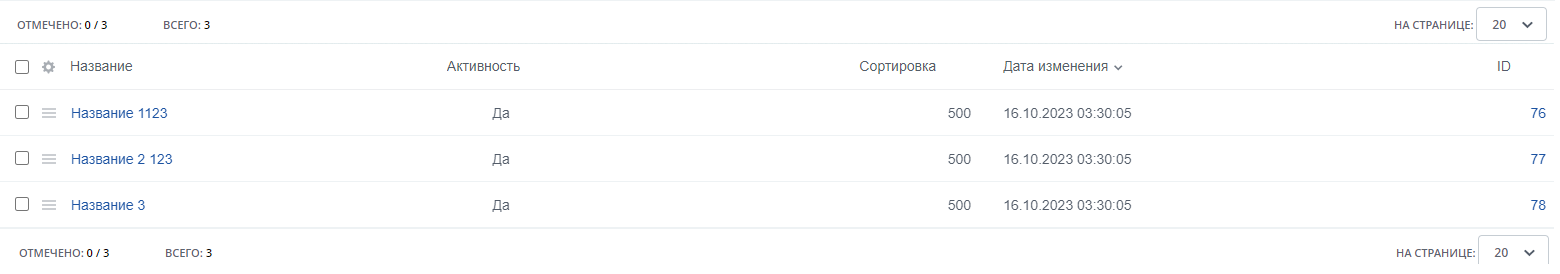 ОТМЕЧЕНО: 0 / 3 ВСЕГО: 3 НА СТРАНИЦЕ: 20
Название Активность Сортировка Дата изменения ID
Название 1123 Да 500 16.10.2023 03:30:05 76
Название 2 123 Да 500 16.10.2023 03:30:05 77
Название 3 Да 500 16.10.2023 03:30:05 78
ОТМЕЧЕНО: 0 / 3 ВСЕГО: 3 НА СТРАНИЦЕ: 20